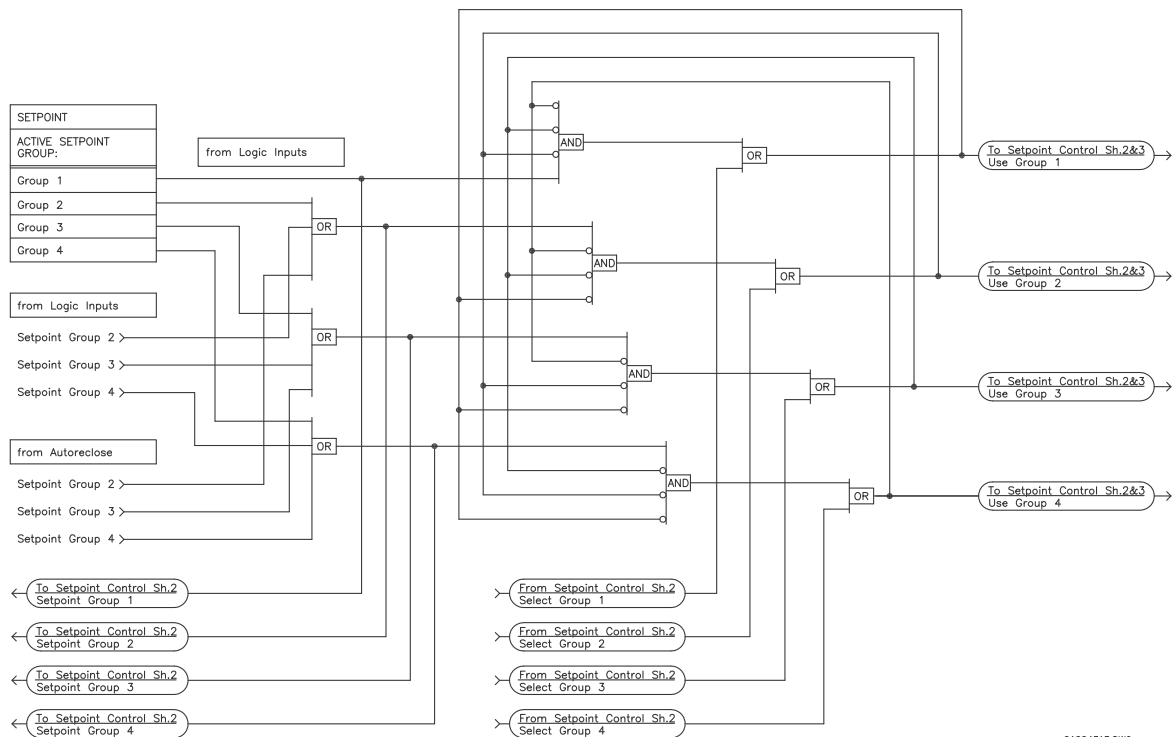 SETPOINT
ACTIVE SETPOINT
GROUP:
Group 1
Group 2
Group 3
Group 4
from Logic Inputs
from Logic Inputs
Setpoint Group 2
Setpoint Group 3
Setpoint Group 4
from Autoreclose
Setpoint Group 2
Setpoint Group 3
Setpoint Group 4
OR
OR
OR
AND
AND
AND
AND
OR
OR
OR
OR
To Setpoint Control Sh.2&3
Use Group 1
To Setpoint Control Sh.2&3
Use Group 2
To Setpoint Control Sh.2&3
Use Group 3
To Setpoint Control Sh.2&3
Use Group 4
To Setpoint Control Sh.2
Setpoint Group 1
To Setpoint Control Sh.2
Setpoint Group 2
To Setpoint Control Sh.2
Setpoint Group 3
To Setpoint Control Sh.2
Setpoint Group 4
From Setpoint Control Sh.2
Select Group 1
From Setpoint Control Sh.2
Select Group 2
From Setpoint Control Sh.2
Select Group 3
From Setpoint Control Sh.2
Select Group 4